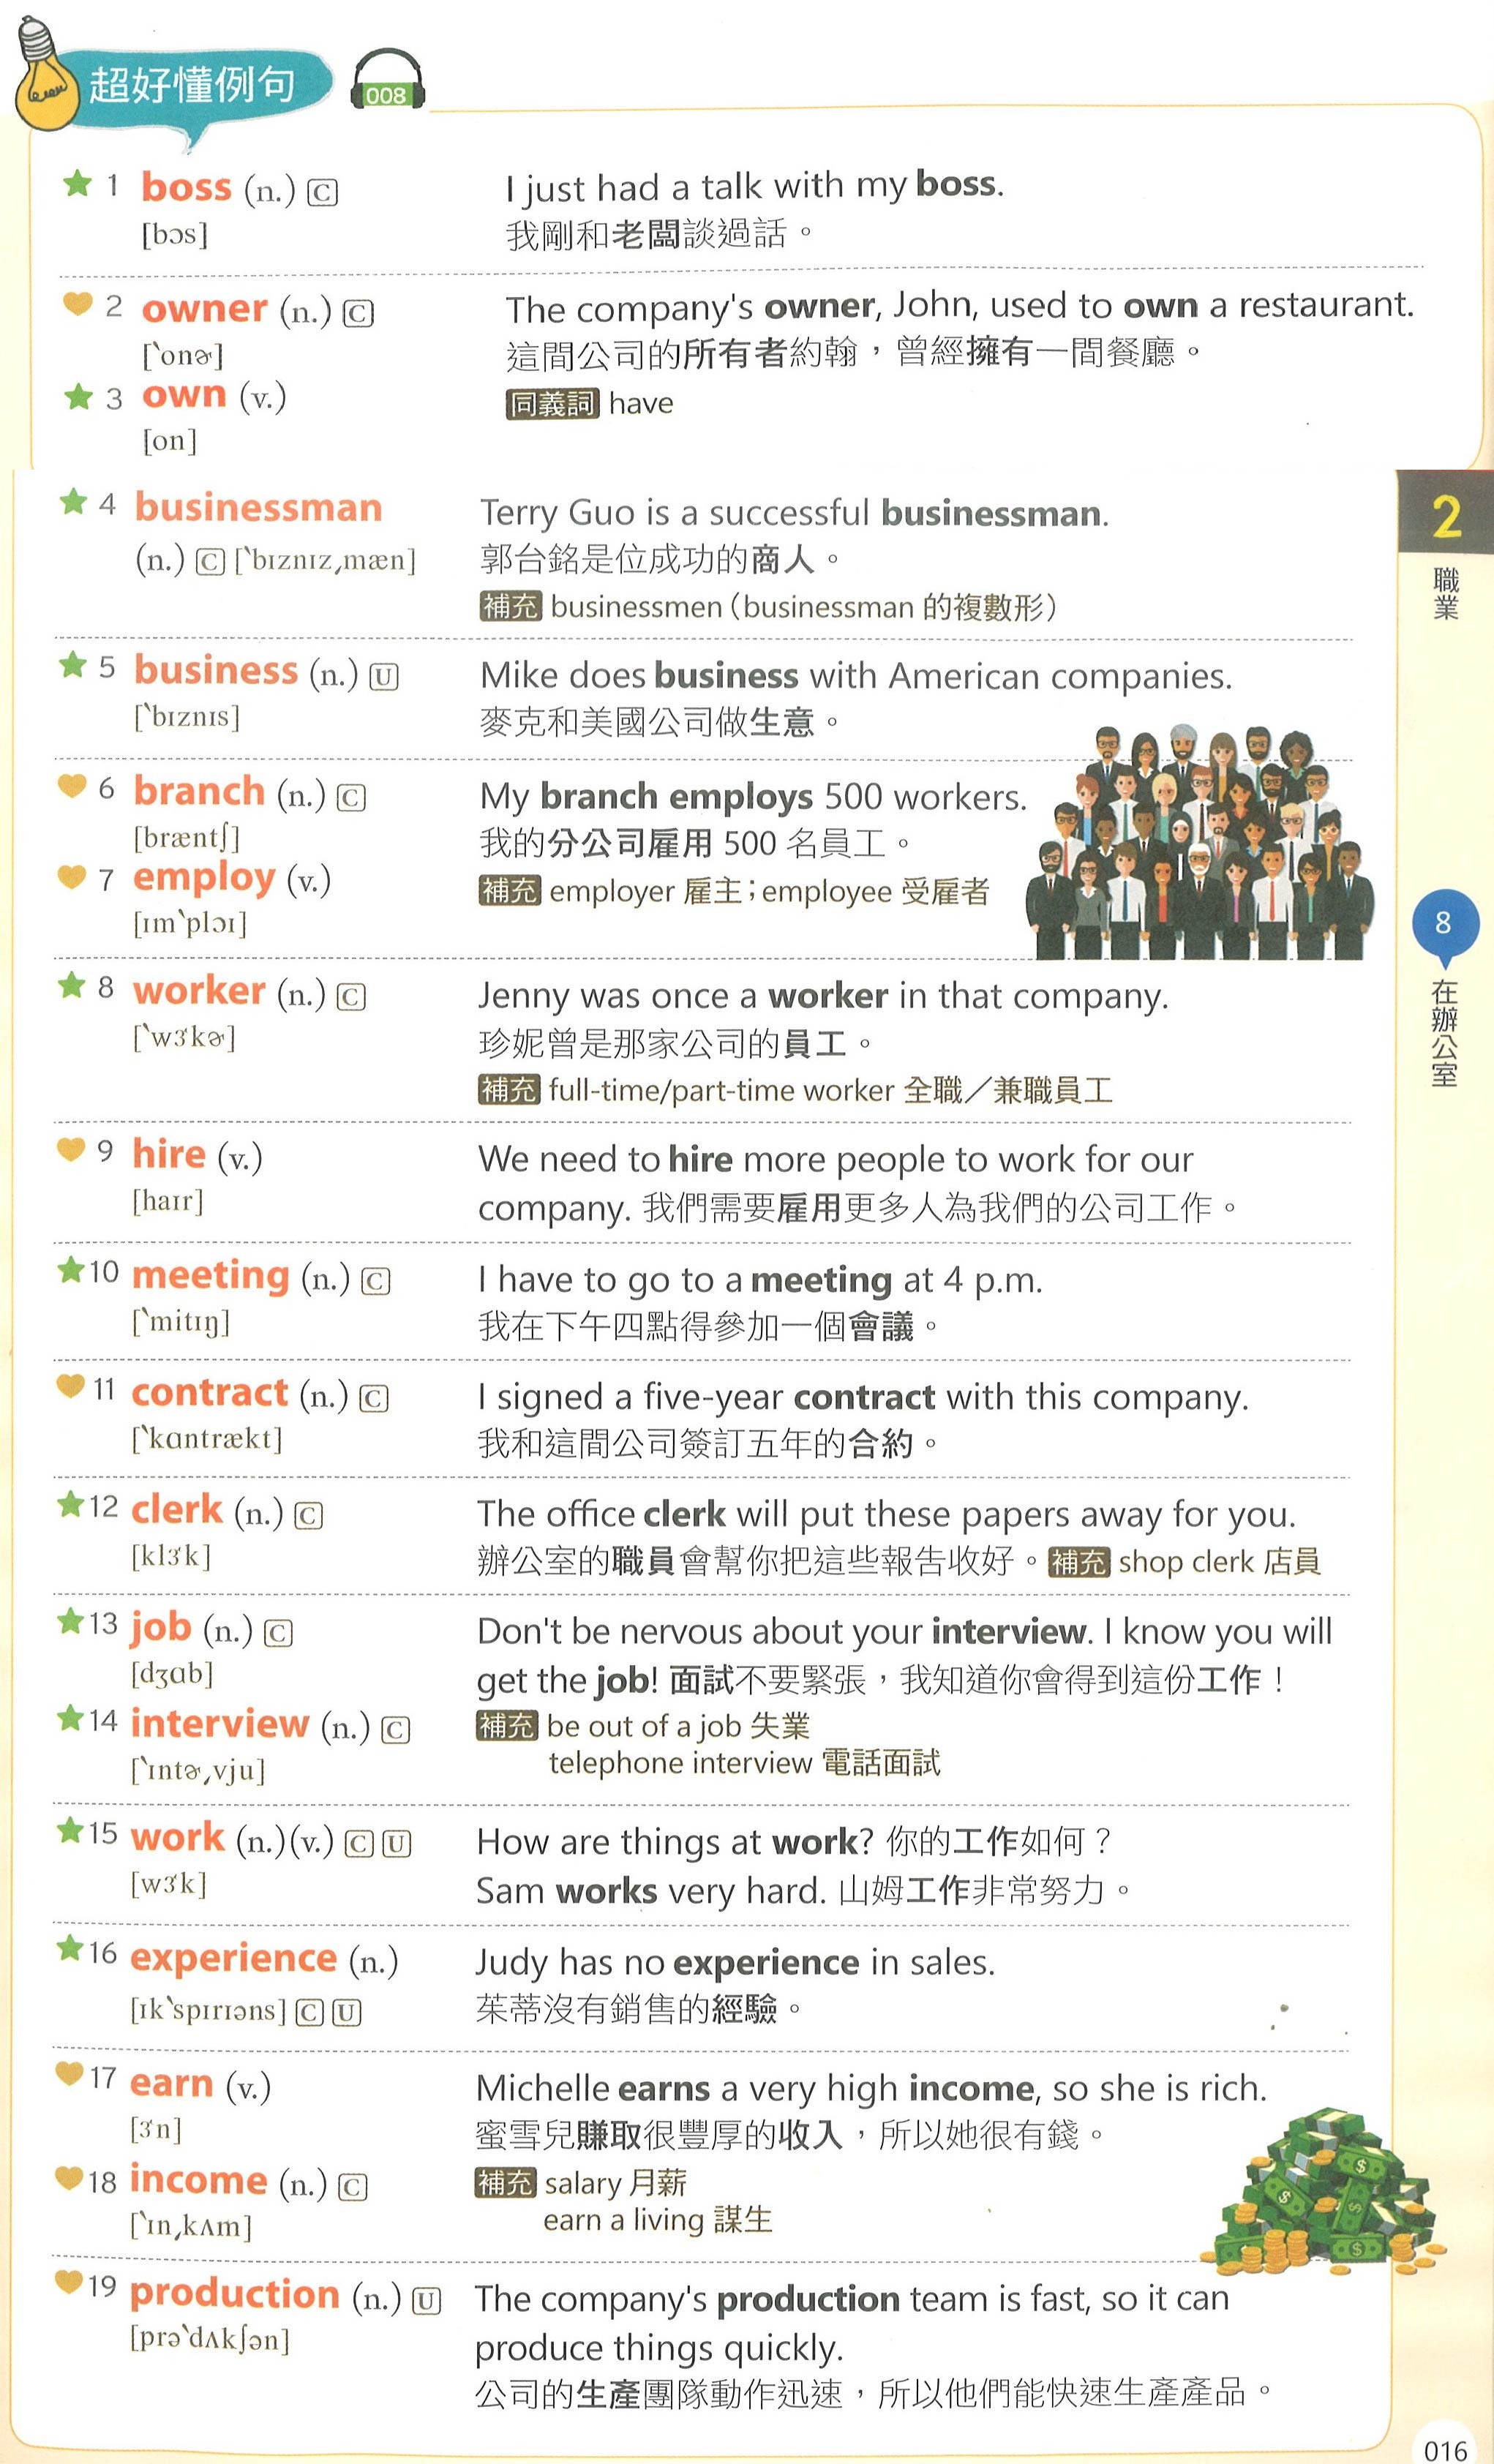 超好懂例句 008
1 boss (n.) C
[bɔs]
I just had a talk with my boss.
我剛和老闆談過話。
2 owner (n.) C
[ˋonɚ]
3 own (v.)
[on]
The company's owner, John, used to own a restaurant.
這間公司的所有者約翰，曾經擁有一間餐廳。
同義詞 have
4 businessman
(n.) C [ˋbɪznɪzˏmæn]
Terry Guo is a successful businessman.
郭台銘是位成功的商人。
補充 businessmen（businessman 的複數形）
5 business (n.) U
[ˋbɪznɪs]
Mike does business with American companies.
麥克和美國公司做生意。
6 branch (n.) C
[bræntʃ]
7 employ (v.)
[ɪmˋplɔɪ]
My branch employs 500 workers.
我的分公司雇用 500 名員工。
補充 employer 雇主；employee 受雇者
8 worker (n.) C
[ˋwɝkɚ]
Jenny was once a worker in that company.
珍妮曾是那家公司的員工。
補充 full-time/part-time worker 全職／兼職員工
9 hire (v.)
[haɪr]
We need to hire more people to work for our
company. 我們需要雇用更多人為我們的公司工作。
10 meeting (n.) C
[ˋmitɪŋ]
I have to go to a meeting at 4 p.m.
我在下午四點得參加一個會議。
11 contract (n.) C
[ˋkɑntrækt]
I signed a five-year contract with this company.
我和這間公司簽訂五年的合約。
12 clerk (n.) C
[klɝk]
The office clerk will put these papers away for you.
辦公室的職員會幫你把這些報告收好。補充 shop clerk 店員
13 job (n.) C
[dʒɑb]
14 interview (n.) C
[ˋɪntɚˏvju]
Don't be nervous about your interview. I know you will
get the job! 面試不要緊張，我知道你會得到這份工作！
補充 be out of a job 失業
telephone interview 電話面試
15 work (n.)(v.) C U
[wɝk]
How are things at work? 你的工作如何？
Sam works very hard. 山姆工作非常努力。
16 experience (n.)
[ɪkˋspɪrɪəns] C U
Judy has no experience in sales.
茱蒂沒有銷售的經驗。
17 earn (v.)
[ɝn]
18 income (n.) C
[ˋɪnˏkʌm]
Michelle earns a very high income, so she is rich.
蜜雪兒賺取很豐厚的收入，所以她很有錢。
補充 salary 月薪
earn a living 謀生
19 production (n.) U
[prəˋdʌkʃən]
The company's production team is fast, so it can
produce things quickly.
公司的生產團隊動作迅速，所以他們能快速生產產品。
2
職業
8
在辦公室
016